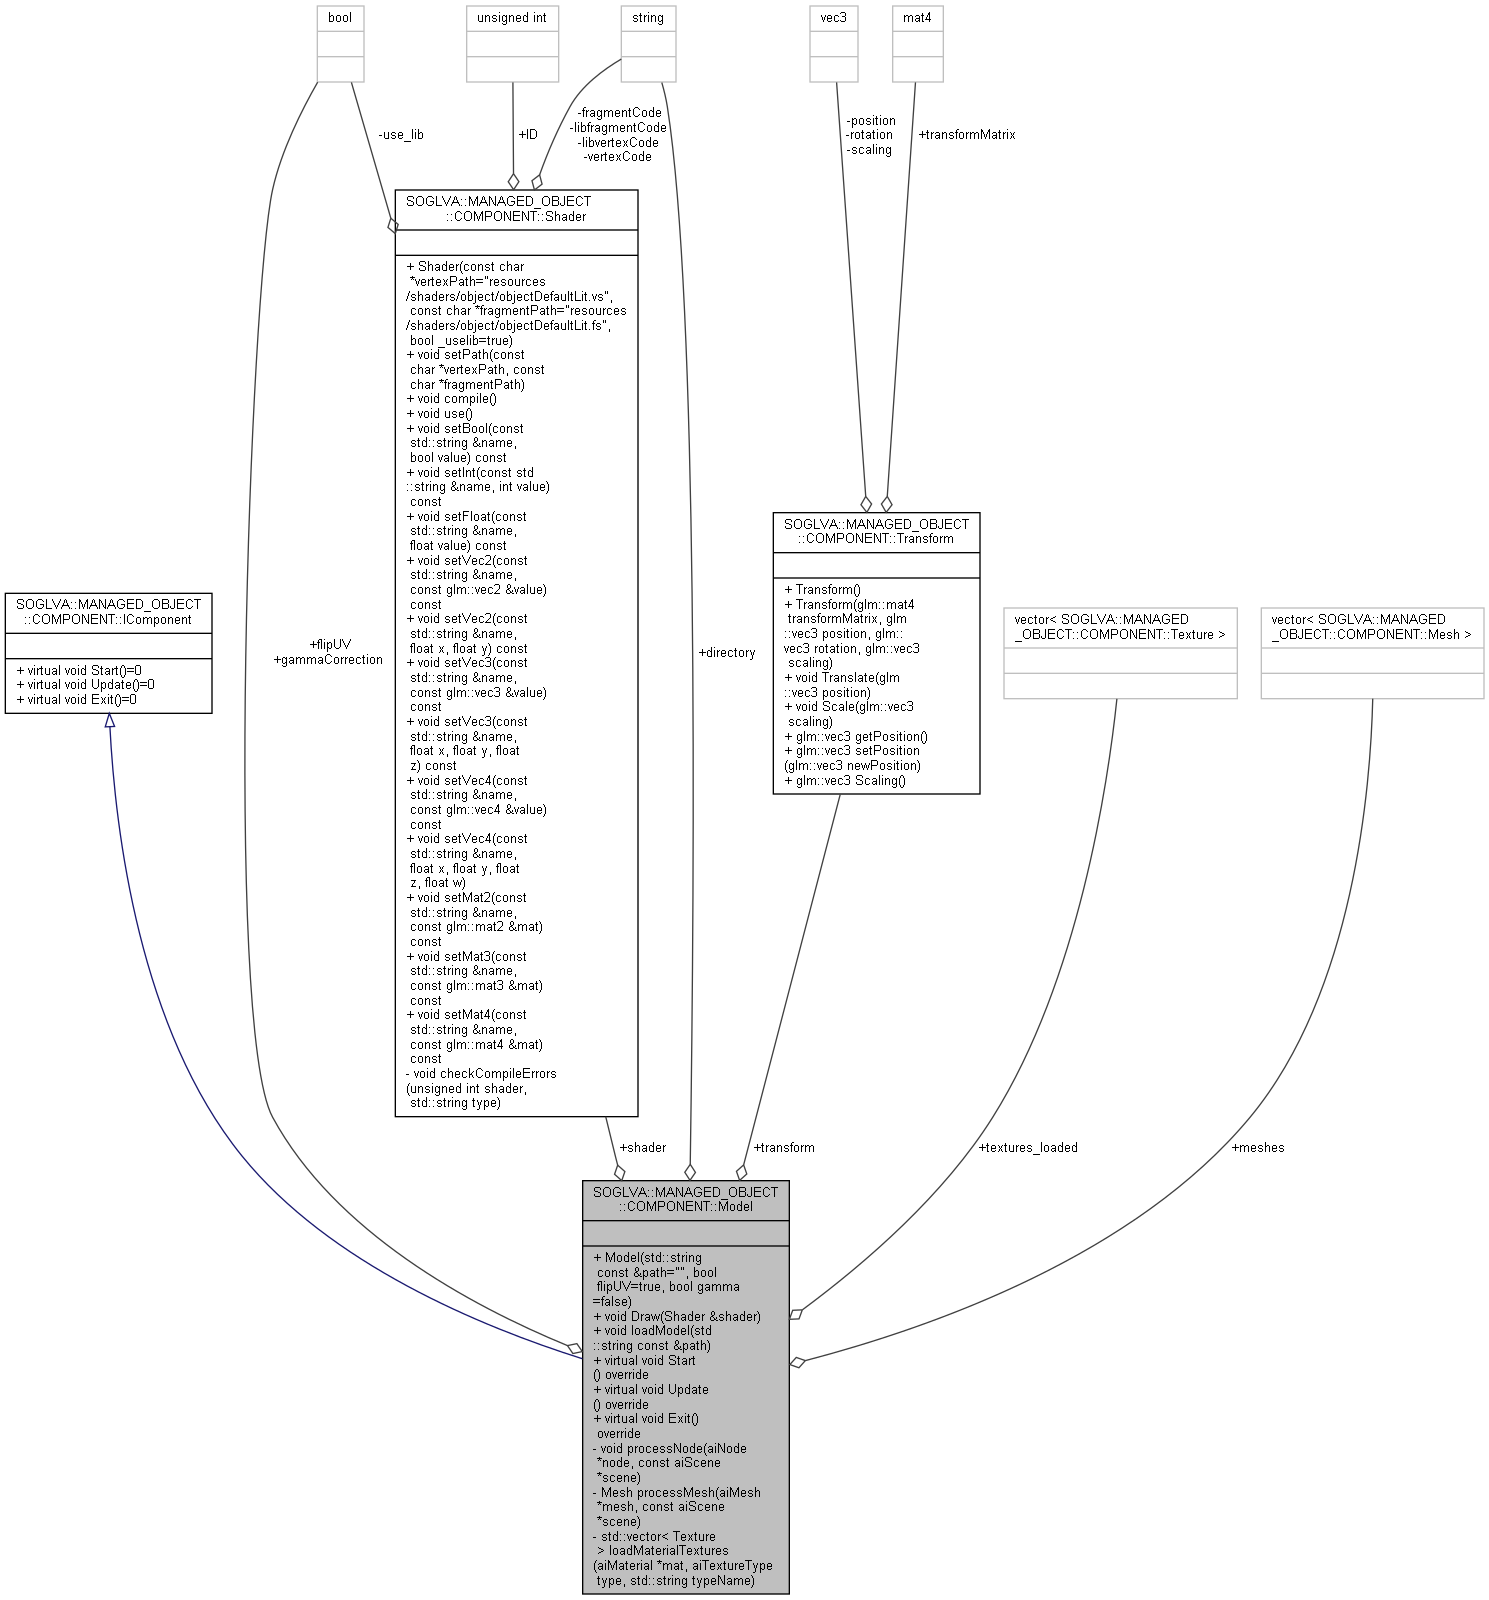 bool
unsigned int
string
vec3
mat4
-use_lib
+ID
-fragmentCode
-libfragmentCode
-libvertexCode
-vertexCode
-position
-rotation
-scaling
+transformMatrix
SOGLVA::MANAGED_OBJECT
::COMPONENT::Shader
+ Shader(const char
*vertexPath="resources
/shaders/object/objectDefaultLit.vs",
const char *fragmentPath="resources
/shaders/object/objectDefaultLit.fs",
bool _uselib=true)
+ void setPath(const
char *vertexPath, const
char *fragmentPath)
+ void compile()
+ void use()
+ void setBool(const
std::string &name,
bool value) const
+ void setInt(const std
::string &name, int value)
const
+ void setFloat(const
std::string &name,
float value) const
+ void setVec2(const
std::string &name,
const glm::vec2 &value)
const
+ void setVec2(const
std::string &name,
float x, float y) const
+ void setVec3(const
std::string &name,
const glm::vec3 &value)
const
+ void setVec3(const
std::string &name,
float x, float y, float
z) const
+ void setVec4(const
std::string &name,
const glm::vec4 &value)
const
+ void setVec4(const
std::string &name,
float x, float y, float
z, float w)
+ void setMat2(const
std::string &name,
const glm::mat2 &mat)
const
+ void setMat3(const
std::string &name,
const glm::mat3 &mat)
const
+ void setMat4(const
std::string &name,
const glm::mat4 &mat)
const
- void checkCompileErrors
(unsigned int shader,
std::string type)
SOGLVA::MANAGED_OBJECT
::COMPONENT::Transform
+ Transform()
+ Transform(glm::mat4
transformMatrix, glm
::vec3 position, glm::
vec3 rotation, glm::vec3
scaling)
+ void Translate(glm
::vec3 position)
+ void Scale(glm::vec3
scaling)
+ glm::vec3 getPosition()
+ glm::vec3 setPosition
(glm::vec3 newPosition)
+ glm::vec3 Scaling()
SOGLVA::MANAGED_OBJECT
::COMPONENT::IComponent
+ virtual void Start()=0
+ virtual void Update()=0
+ virtual void Exit()=0
vector< SOGLVA::MANAGED
_OBJECT::COMPONENT::Texture >
vector< SOGLVA::MANAGED
_OBJECT::COMPONENT::Mesh >
+flipUV
+gammaCorrection
+directory
+shader
+transform
+textures_loaded
+meshes
SOGLVA::MANAGED_OBJECT
::COMPONENT::Model
+ Model(std::string
const &path="", bool
flipUV=true, bool gamma
=false)
+ void Draw(Shader &shader)
+ void loadModel(std
::string const &path)
+ virtual void Start
() override
+ virtual void Update
() override
+ virtual void Exit()
override
- void processNode(aiNode
*node, const aiScene
*scene)
- Mesh processMesh(aiMesh
*mesh, const aiScene
*scene)
- std::vector< Texture
> loadMaterialTextures
(aiMaterial *mat, aiTextureType
type, std::string typeName)